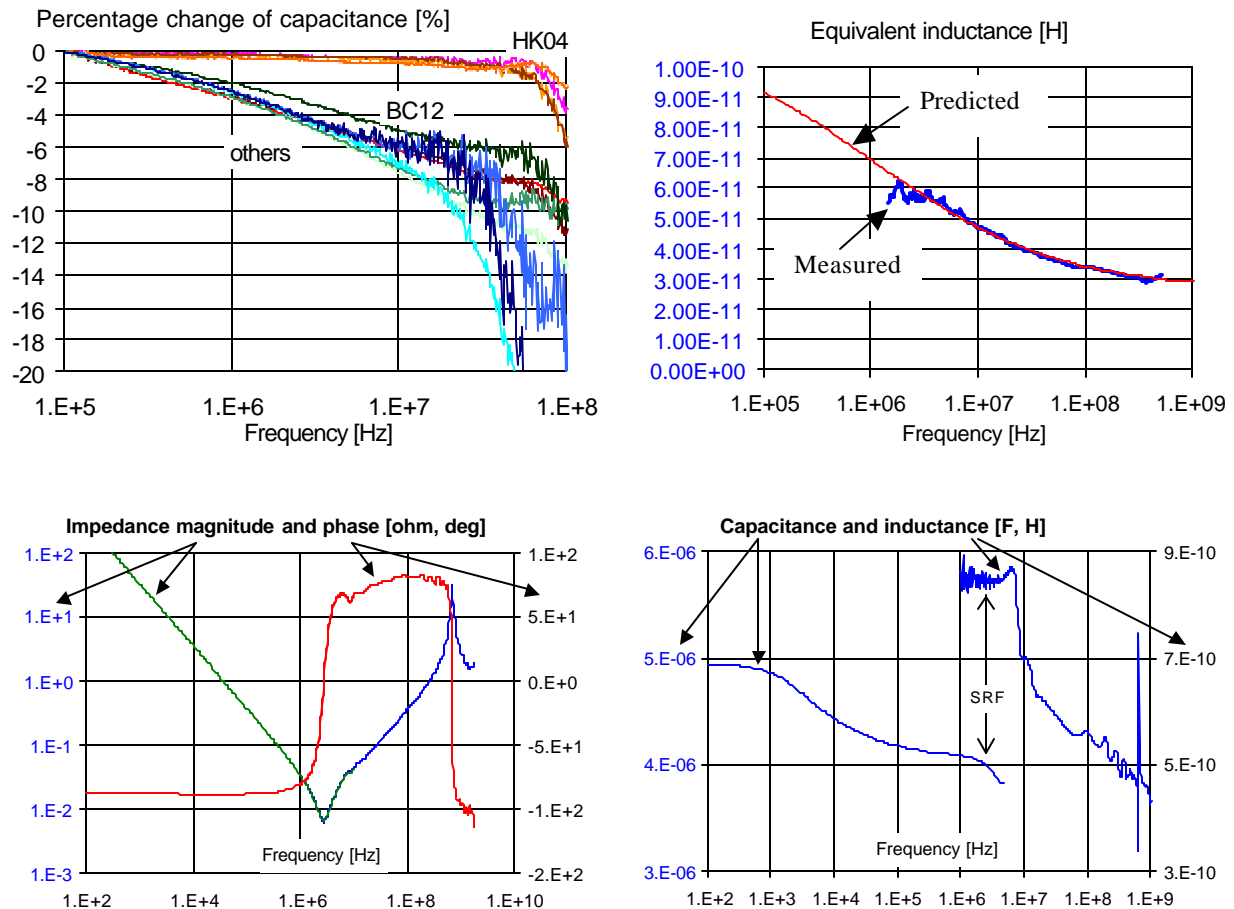 Percentage change of capacitance [%]
HK04
0
-2
-4
-6
-8
-10
-12
-14
-16
-18
-20
BC12
others
1.E+5 1.E+6 1.E+7 1.E+8
Frequency [Hz]
Equivalent inductance [H]
1.00E-10
9.00E-11
8.00E-11
7.00E-11
6.00E-11
5.00E-11
4.00E-11
3.00E-11
2.00E-11
1.00E-11
0.00E+00
Predicted
Measured
1.E+05 1.E+06 1.E+07 1.E+08 1.E+09
Frequency [Hz]
Impedance magnitude and phase [ohm, deg]
1.E+2
1.E+1
1.E+0
1.E-1
1.E-2
1.E-3
1.E+2
5.E+1
0.E+0
-5.E+1
-1.E+2
-2.E+2
Frequency [Hz]
1.E+2 1.E+4 1.E+6 1.E+8 1.E+10
Capacitance and inductance [F, H]
6.E-06
5.E-06
4.E-06
3.E-06
9.E-10
7.E-10
5.E-10
3.E-10
SRF
Frequency [Hz]
1.E+2 1.E+3 1.E+4 1.E+5 1.E+6 1.E+7 1.E+8 1.E+9